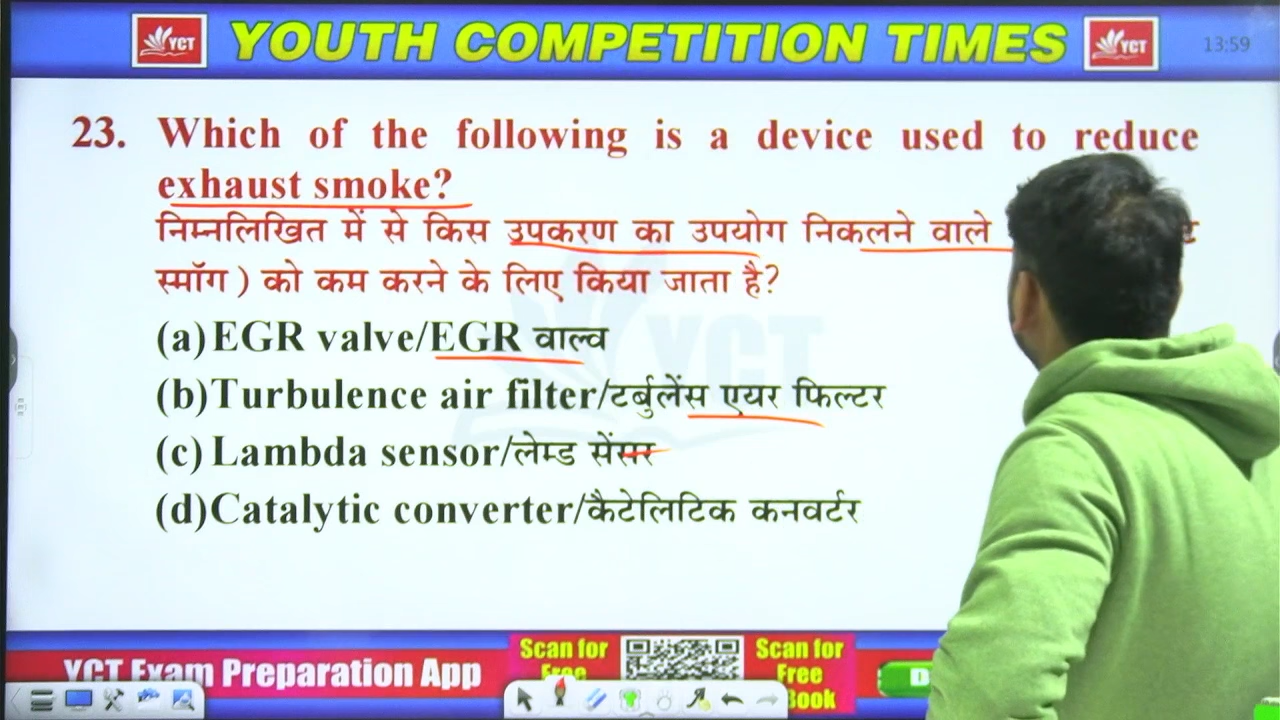 YCT
YOUTH COMPETITION TIMES
YCT
13:59
23. Which of the following is a device used to reduce
exhaust smoke?
निम्नलिखित में से किस उपकरण का उपयोग निकलने वाले
स्मॉग ) को कम करने के लिए किया जाता है?
(a) EGR valve/EGR वाल्व
(b) Turbulence air filter/टर्बुलेंस एयर फिल्टर
(c) Lambda sensor/लेम्ड सेंसर
(d) Catalytic converter/कैटेलिटिक कनवर्टर
YCT
YCT Exam Preparation App
Scan for
Free
Scan for
Free
Book